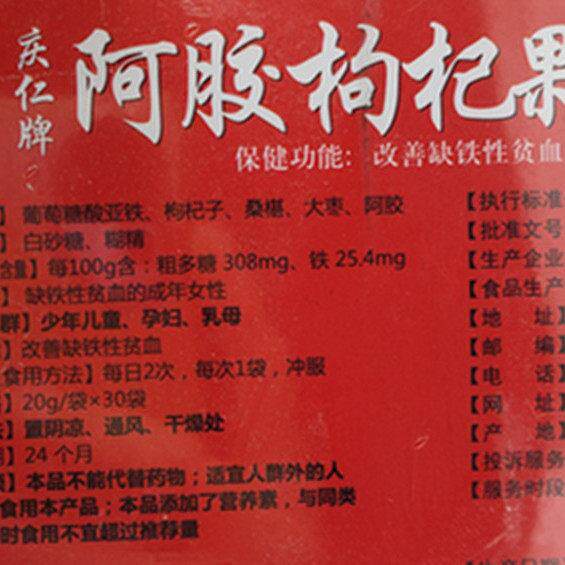 庆仁牌
阿胶枸杞果
保健功能: 改善缺铁性贫血
】 葡萄糖酸亚铁、枸杞子、桑椹、大枣、阿胶
】 白砂糖、糊精
含量】每100g含：粗多糖 308mg、铁 25.4mg
】 缺铁性贫血的成年女性
群】少年儿童、孕妇、乳母
】改善缺铁性贫血
食用方法】每日2次，每次1袋，冲服
】20g/袋×30袋
】置阴凉、通风、干燥处
】24个月
】本品不能代替药物；适宜人群外的人
食用本产品；本品添加了营养素，与同类
时食用不宜超过推荐量
【执行标准
【批准文号
【生产企业
【食品生产
【地 址】
【邮 编】
【电 话】
【网 址】
【产 地】
【投诉服务
【服务时段